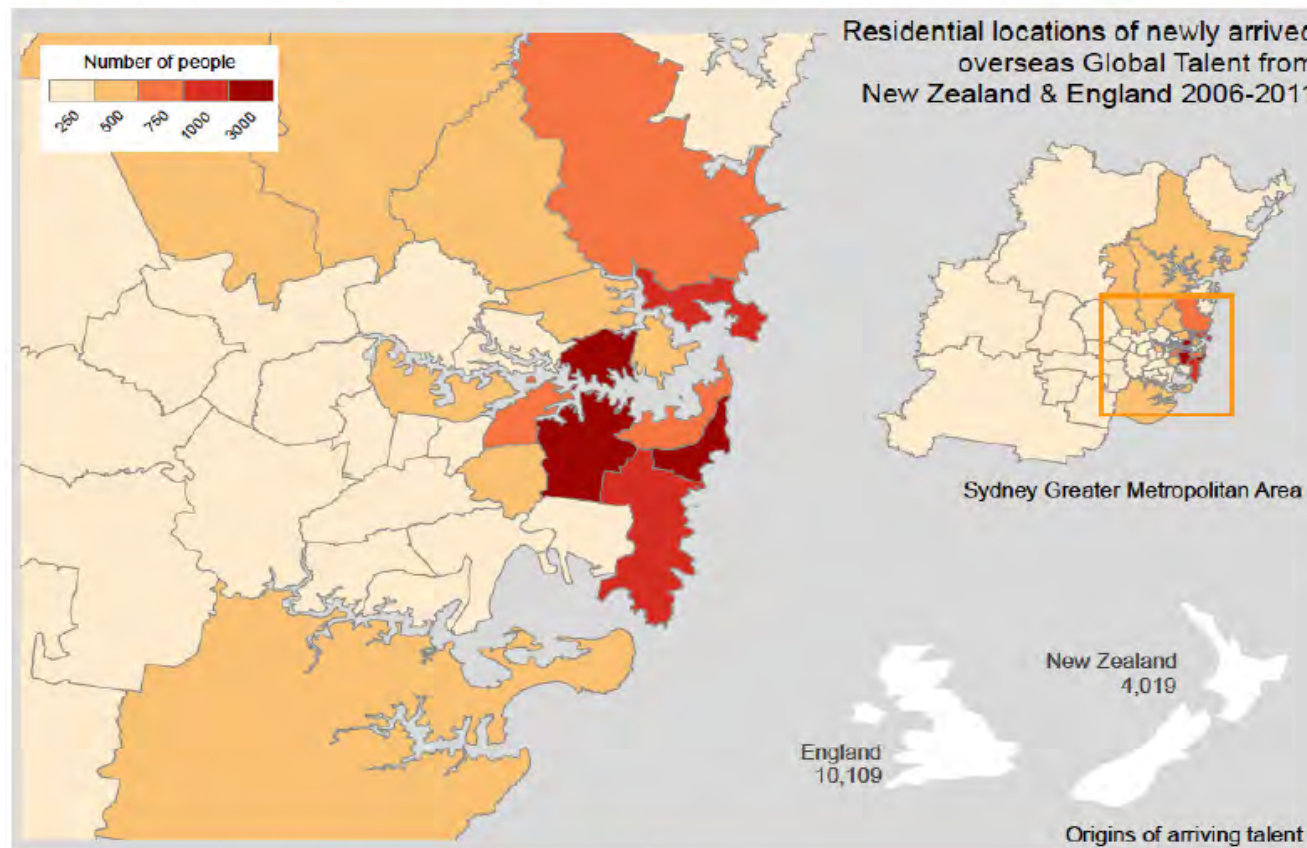 Residential locations of newly arrived
overseas Global Talent from
New Zealand & England 2006-2011
Number of people
250
500
750
1000
3000
Sydney Greater Metropolitan Area
New Zealand
4,019
England
10,109
Origins of arriving talent